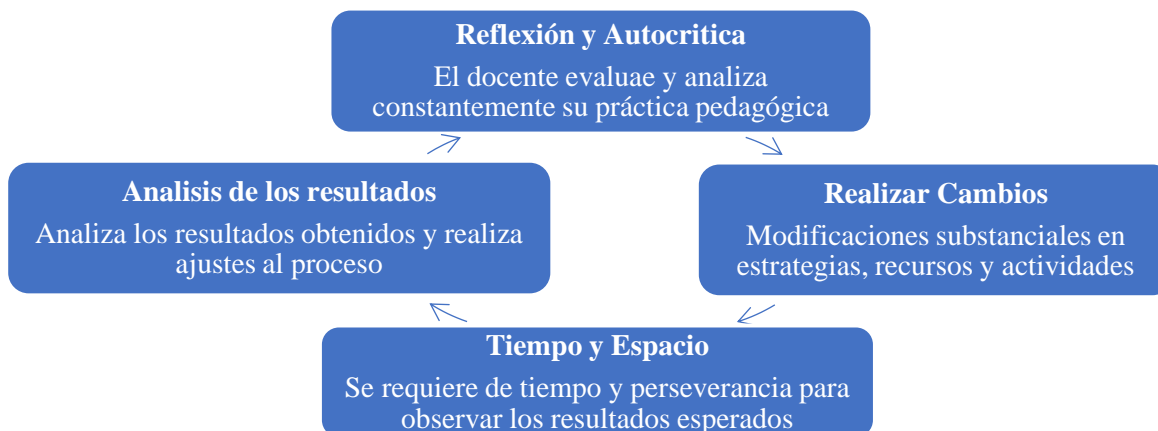 Reflexión y Autocritica
El docente evaluae y analiza
constantemente su práctica pedagógica
Analisis de los resultados
Analiza los resultados obtenidos y realiza
ajustes al proceso
Realizar Cambios
Modificaciones substanciales en
estrategias, recursos y actividades
Tiempo y Espacio
Se requiere de tiempo y perseverancia para
observar los resultados esperados